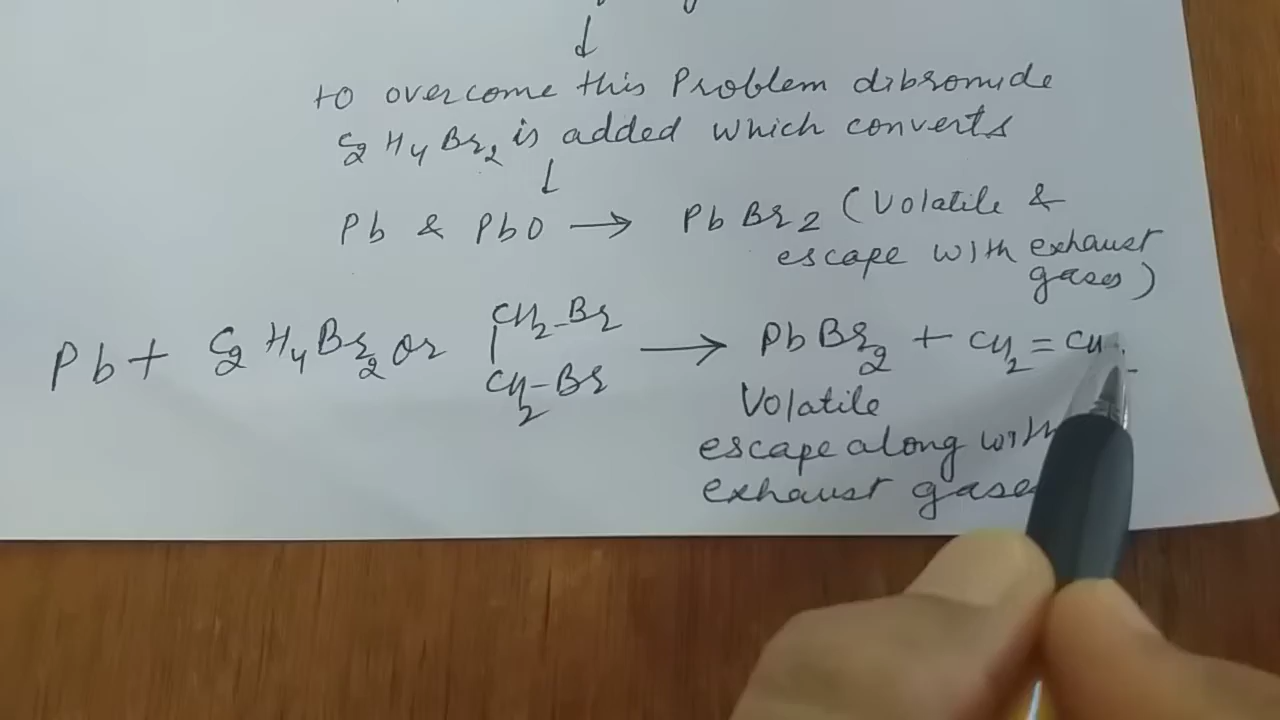 ↓
to overcome this Problem dibromide
C2H4Br2 is added which converts
↓
Pb & PbO → PbBr2 (Volatile &
escape with exhaust
gases)
Pb + C2H4Br2 or CH2-Br → PbBr2 + CH2 = CH
|
CH2-Br
Volatile
escape along with
exhaust gases